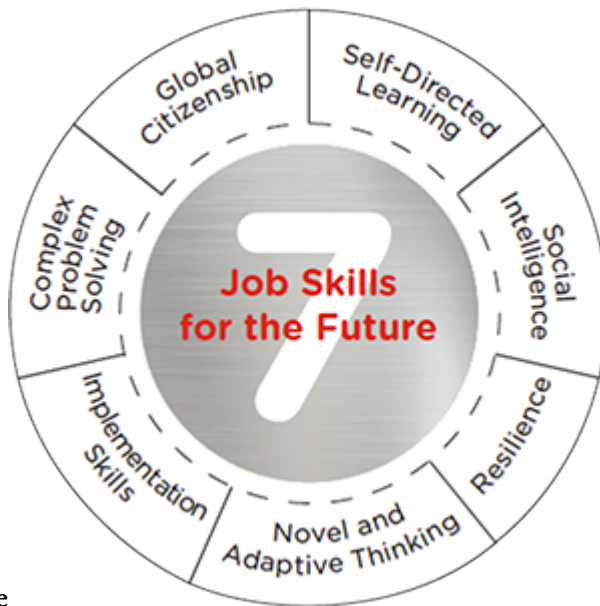 7
Job Skills
for the Future
Self-Directed
Learning
Social
Intelligence
Resilience
Novel and
Adaptive Thinking
Implementation
Skills
Complex
Problem
Solving
Global
Citizenship
e